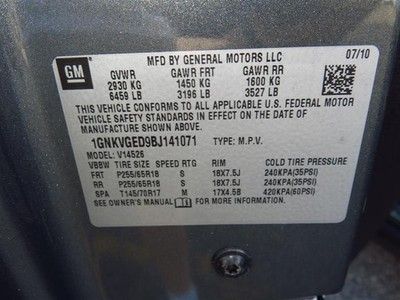 GM
MFD BY GENERAL MOTORS LLC 07/10
GVWR GAWR FRT GAWR RR
2930 KG 1450 KG 1600 KG
6459 LB 3196 LB 3527 LB
THIS VEHICLE CONFORMS TO ALL APPLICABLE U.S. FEDERAL MOTOR
VEHICLE SAFETY, BUMPER, AND THEFT PREVENTION STANDARDS
IN EFFECT ON THE DATE OF
MANUFACTURE SHOWN ABOVE.
1GNKVGED9BJ141071 TYPE: M.P.V.
MODEL: V14526
VBBW TIRE SIZE SPEED RTG RIM COLD TIRE PRESSURE
FRT P255/65R18 S 18X7.5J 240KPA(35PSI)
RR P255/65R18 S 18X7.5J 240KPA(35PSI)
SPA T145/70R17 M 17X4.5B 420KPA(60PSI)
SEE OWNER'S MANUAL FOR MORE INFORMATION.